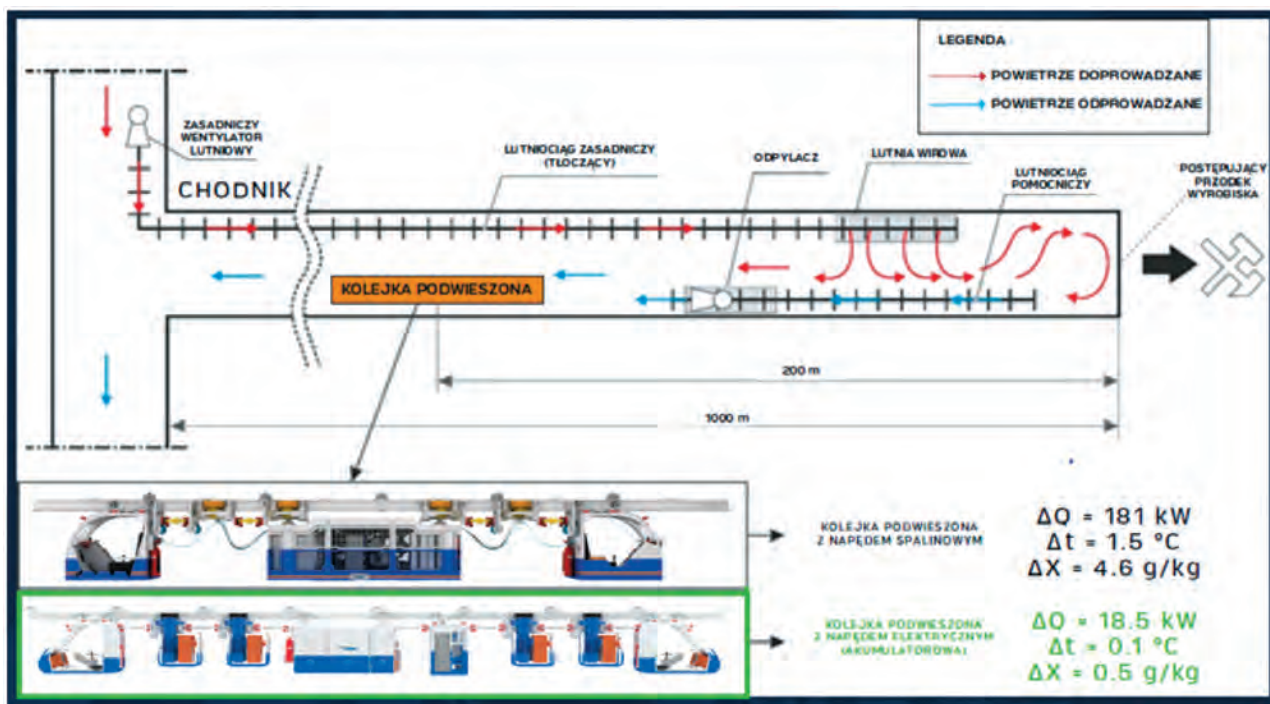 LEGENDA
POWIETRZE DOPROWADZANE
POWIETRZE ODPROWADZANE
ZASADNICZY
WENTYLATOR
LUTNIOWY
CHODNIK
LUTNIOCIĄG ZASADNICZY
(TŁOCZĄCY)
ODPYLACZ
LUTNIA WIROWA
LUTNIOCIĄG
POMOCNICZY
POSTĘPUJĄCY
PRZODEK
WYROBISKA
KOLEJKA PODWIESZONA
200 m
1000 m
KOLEJKA PODWIESZONA
Z NAPĘDEM SPALINOWYM
ΔQ = 181 kW
Δt = 1.5 °C
ΔX = 4.6 g/kg
KOLEJKA PODWIESZONA
Z NAPĘDEM ELEKTRYCZNYM
(AKUMULATOROWA)
ΔQ = 18.5 kW
Δt = 0.1 °C
ΔX = 0.5 g/kg